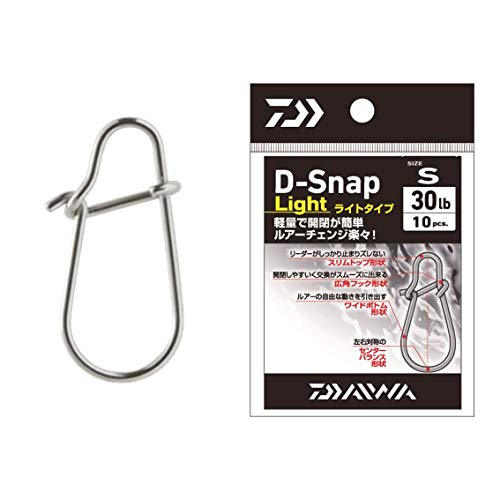 SIZE
S
D-Snap
Light ライトタイプ
30lb
10pcs.
軽量で開閉が簡単
ルアーチェンジ楽々！
リーダーがしっかり止まりズレない
スリムトップ形状
開閉しやすいく交換がスムーズに出来る
広角フック形状
ルアーの自由な動きを引き出す
ワイドボトム
形状
左右対称の
センター
バランス
形状
DAIWA